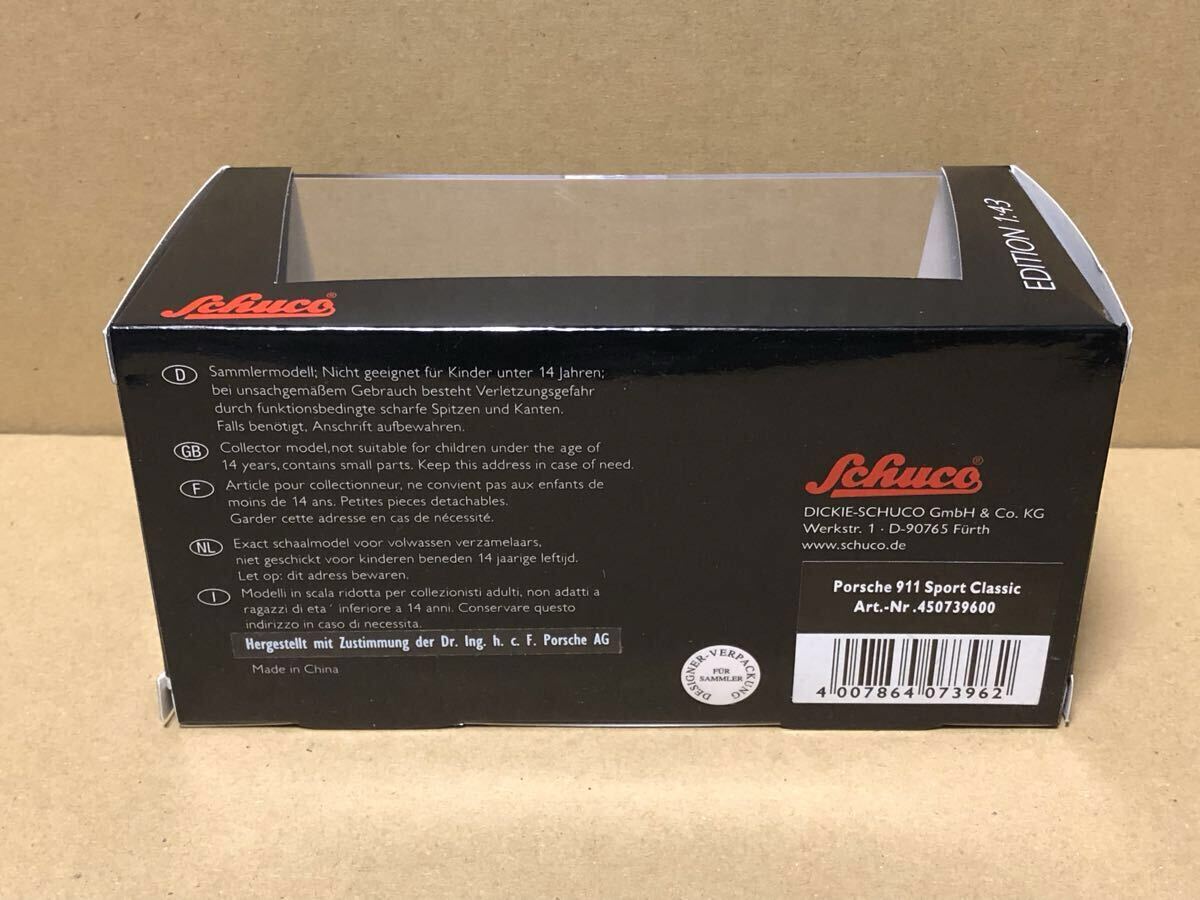 Schuco®
EDITION 1:43
D Sammlermodell; Nicht geeignet für Kinder unter 14 Jahren;
bei unsachgemäßem Gebrauch besteht Verletzungsgefahr
durch funktionsbedingte scharfe Spitzen und Kanten.
Falls benötigt, Anschrift aufbewahren.
GB Collector model,not suitable for children under the age of
14 years, contains small parts. Keep this address in case of need.
F Article pour collectionneur, ne convient pas aux enfants de
moins de 14 ans. Petites pieces detachables.
Garder cette adresse en cas de nécessité.
NL Exact schaalmodel voor volwassen verzamelaars,
niet geschickt voor kinderen beneden 14 jaarige leftijd.
Let op: dit adress bewaren.
I Modelli in scala ridotta per collezionisti adulti, non adatti a
ragazzi di eta´ inferiore a 14 anni. Conservare questo
indirizzo in caso di necessita.
Hergestellt mit Zustimmung der Dr. Ing. h. c. F. Porsche AG
Made in China
DESIGNER-VERPACKUNG
FÜR
SAMMLER
Schuco®
DICKIE-SCHUCO GmbH & Co. KG
Werkstr. 1 · D-90765 Fürth
www.schuco.de
Porsche 911 Sport Classic
Art.-Nr .450739600
4 007864 073962